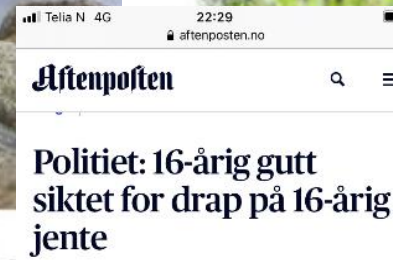 Telia N 4G 22:29
aftenposten.no
Aftenposten
Politiet: 16-årig gutt
siktet for drap på 16-årig
jente